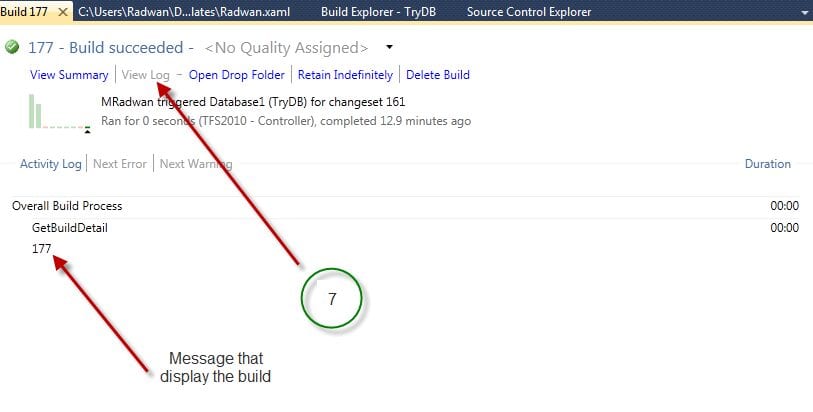 Build 177 C:\Users\Radwan\D...lates\Radwan.xaml Build Explorer - TryDB Source Control Explorer
177 - Build succeeded - <No Quality Assigned>
View Summary | View Log - Open Drop Folder | Retain Indefinitely | Delete Build
MRadwan triggered Database1 (TryDB) for changeset 161
Ran for 0 seconds (TFS2010 - Controller), completed 12.9 minutes ago
Activity Log | Next Error | Next Warning Duration
Overall Build Process 00:00
GetBuildDetail 00:00
177
7
Message that
display the build